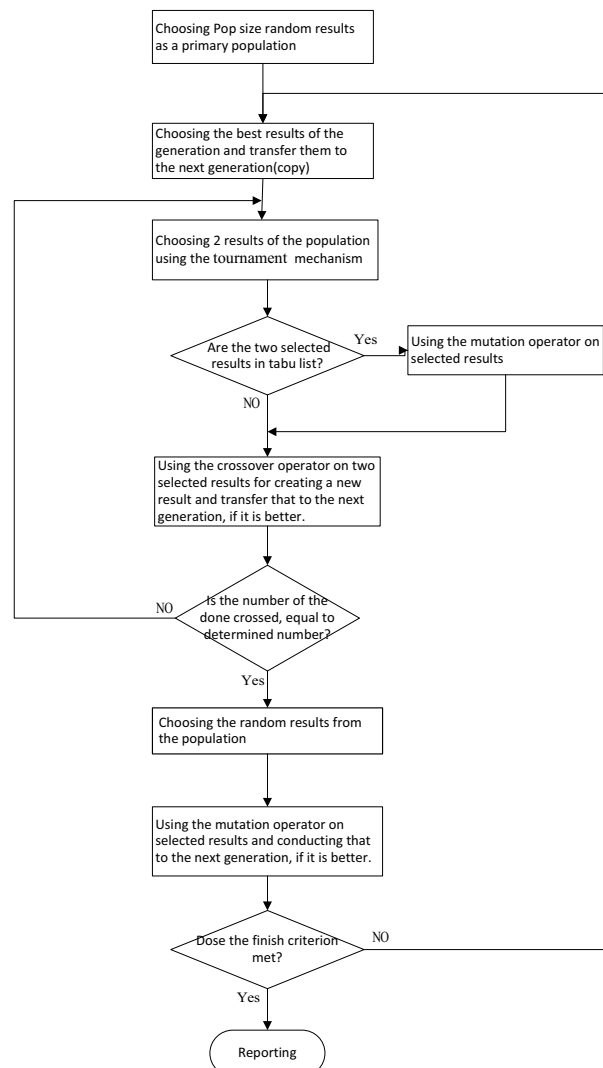 Choosing Pop size random results
as a primary population
Choosing the best results of the
generation and transfer them to
the next generation(copy)
Choosing 2 results of the population
using the tournament mechanism
Are the two selected
results in tabu list?
Yes
Using the mutation operator on
selected results
NO
Using the crossover operator on two
selected results for creating a new
result and transfer that to the next
generation, if it is better.
Is the number of the
done crossed, equal to
determined number?
NO
Yes
Choosing the random results from
the population
Using the mutation operator on
selected results and conducting that
to the next generation, if it is better.
Dose the finish criterion
met?
NO
Yes
Reporting